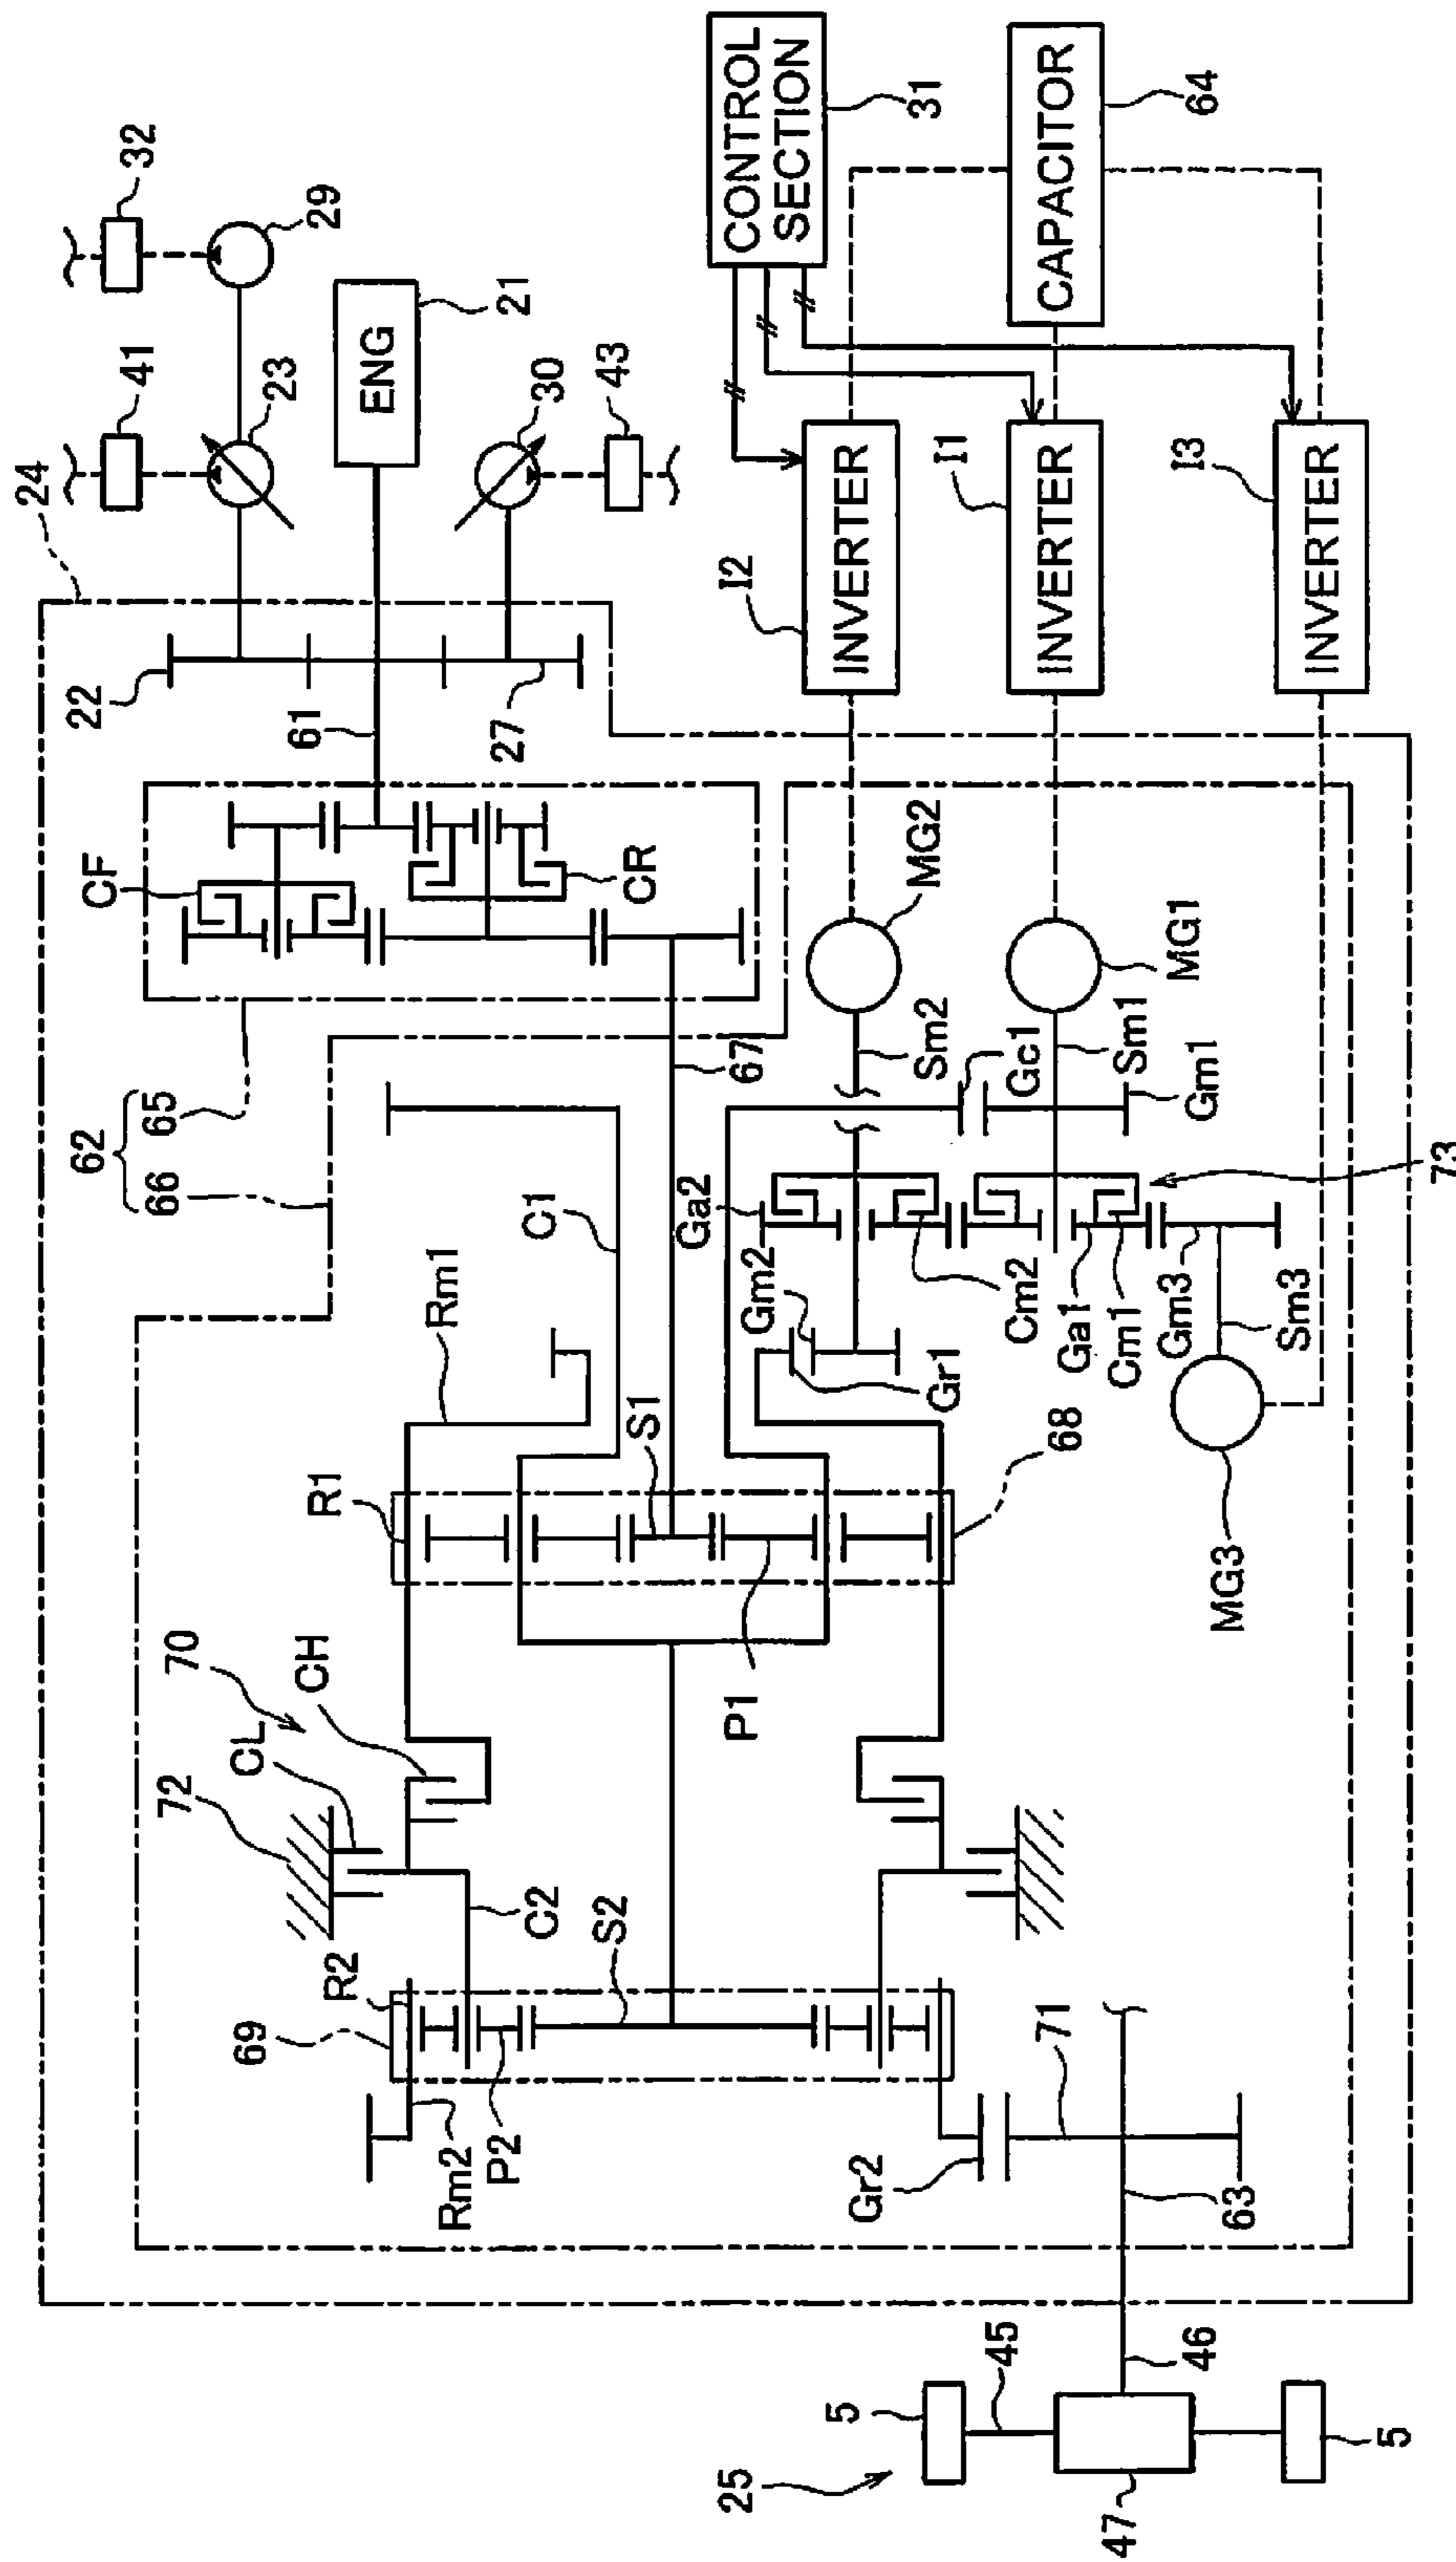 32
29
41
23
ENG
21
30
43
24
22
61
27
CONTROL
SECTION
31
CAPACITOR
64
INVERTER
I2
INVERTER
I1
INVERTER
I3
CF
CR
62
65
66
67
MG2
Sm2
MG1
Sm1
Gc1
Gm1
73
C1
Rm1
Ga2
Gm2
Gr1
Cm2
Ga1
Cm1
Gm3
Sm3
MG3
R1
S1
68
P1
70
CH
CL
72
C2
S2
R2
69
Rm2
P2
Gr2
71
63
46
45
5
25
47
5